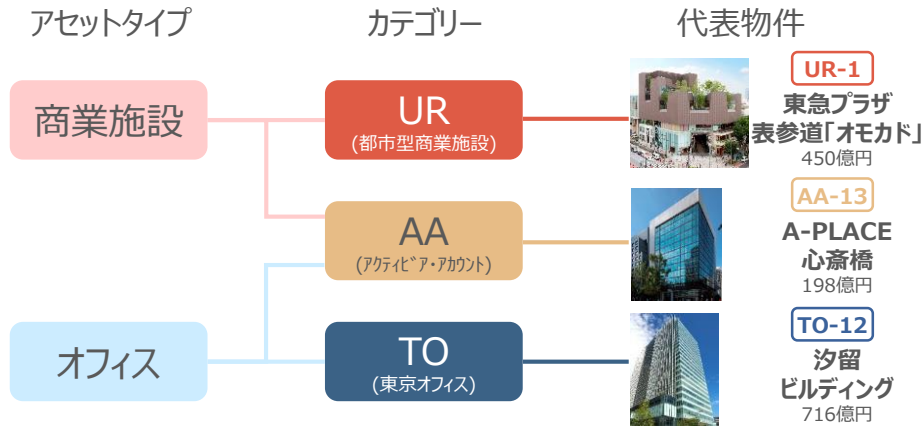 アセットタイプ
カテゴリー
代表物件
商業施設
オフィス
UR
(都市型商業施設)
AA
(ｱｸﾃｨﾋﾞｱ・ｱｶｳﾝﾄ)
TO
(東京オフィス)
UR-1
東急プラザ
表参道「オモカド」
450億円
AA-13
A-PLACE
心斎橋
198億円
TO-12
汐留
ビルディング
716億円